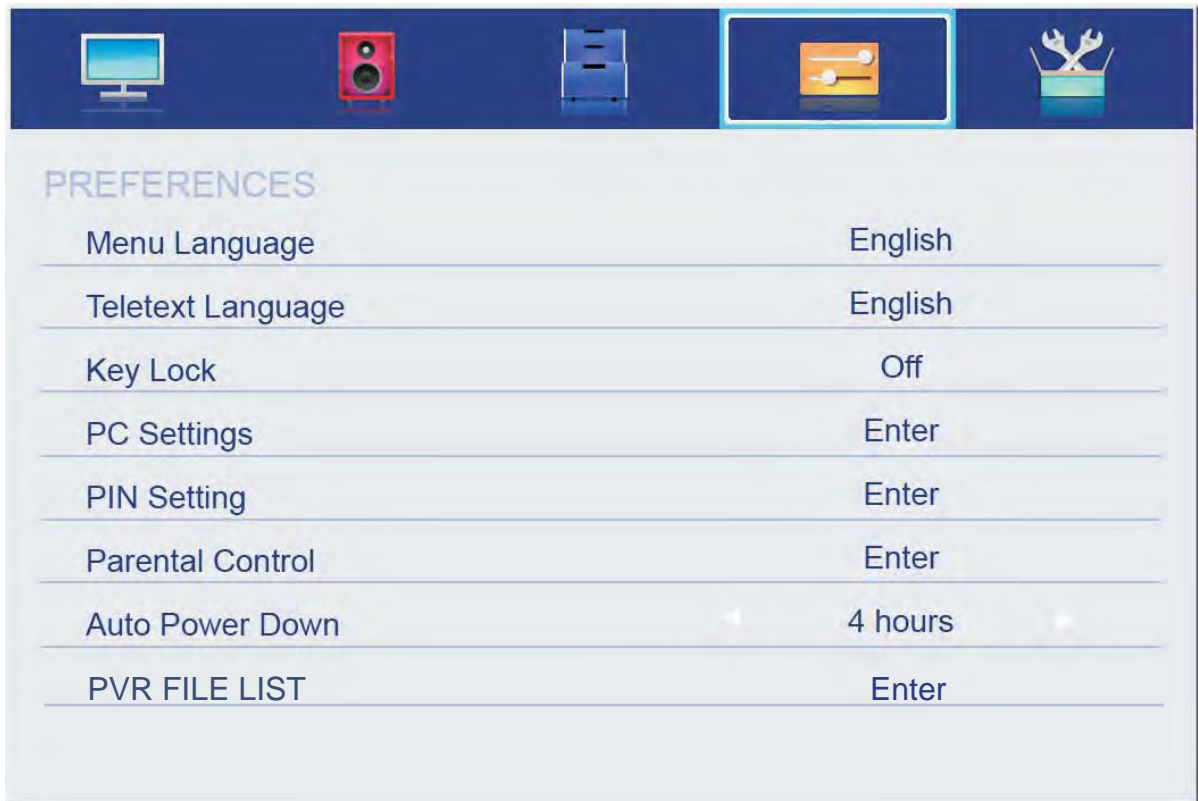 PREFERENCES
Menu Language English
Teletext Language English
Key Lock Off
PC Settings Enter
PIN Setting Enter
Parental Control Enter
Auto Power Down 4 hours
PVR FILE LIST Enter